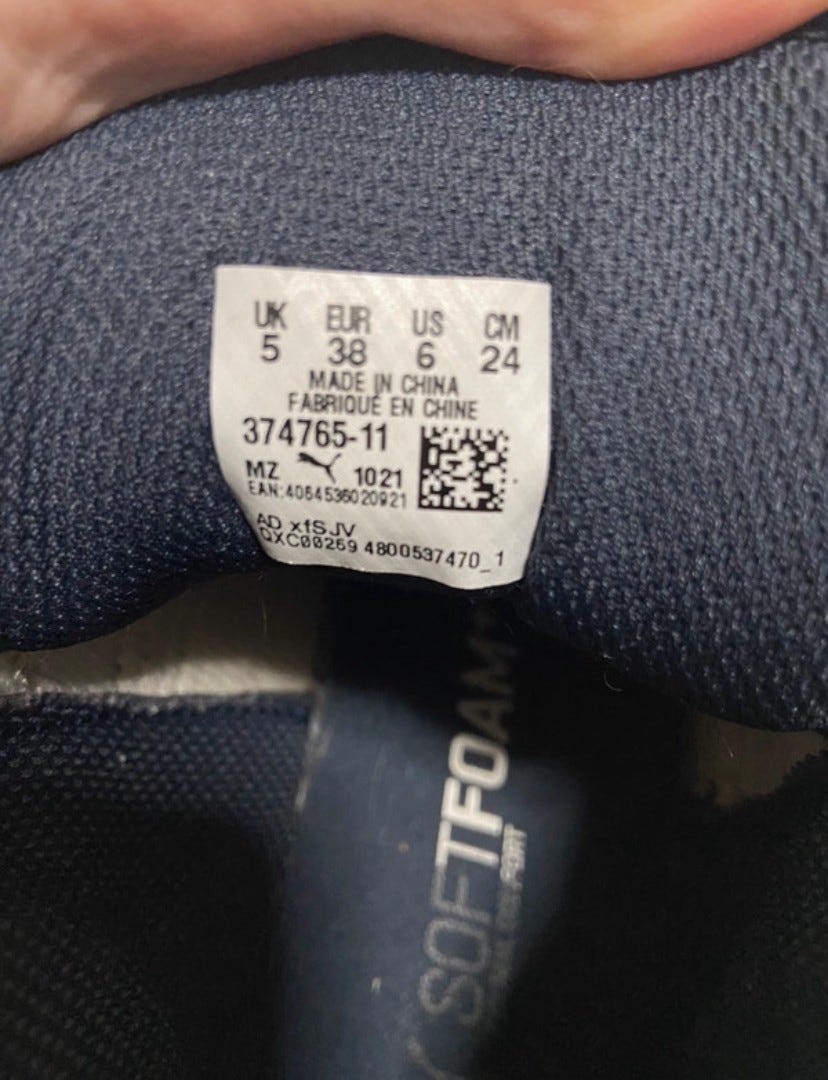 UK EUR US CM
5 38 6 24
MADE IN CHINA
FABRIQUÉ EN CHINE
374765-11
MZ 1021
EAN:4064536020921
AD xfSJV
QXC00269 4800537470_1
SOFTFOAM